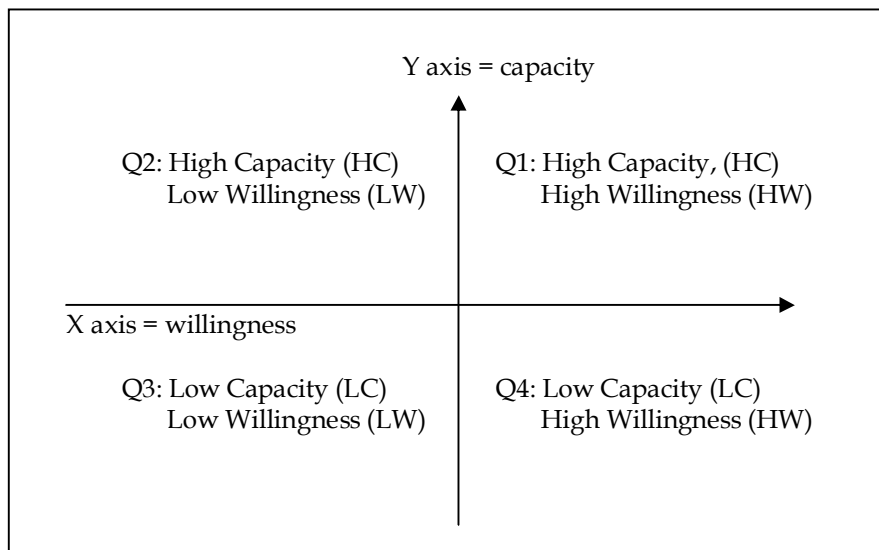 Y axis = capacity
Q2: High Capacity (HC)
Low Willingness (LW)
Q1: High Capacity, (HC)
High Willingness (HW)
X axis = willingness
Q3: Low Capacity (LC)
Low Willingness (LW)
Q4: Low Capacity (LC)
High Willingness (HW)